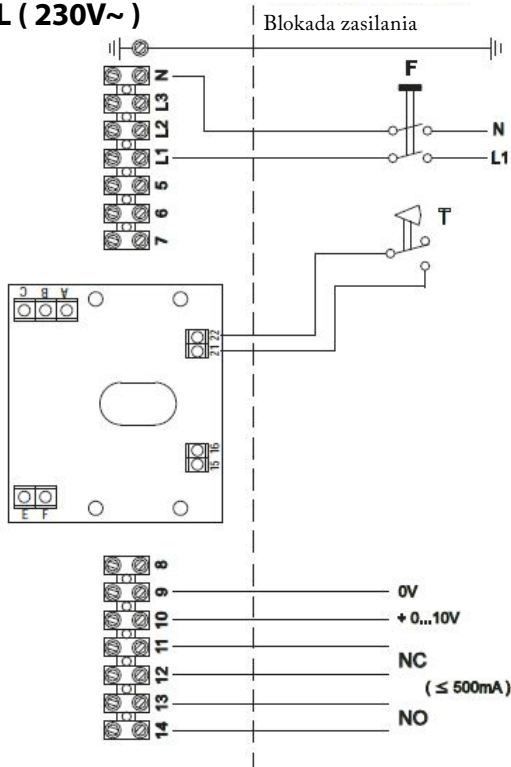 L ( 230V~ )
Blokada zasilania
F
N
L3
L2
L1
5
6
7
N
L1
T
C B A
22
21
16
15
E F
8
9
10
11
12
13
14
0V
+ 0...10V
NC
( ≤ 500mA )
NO